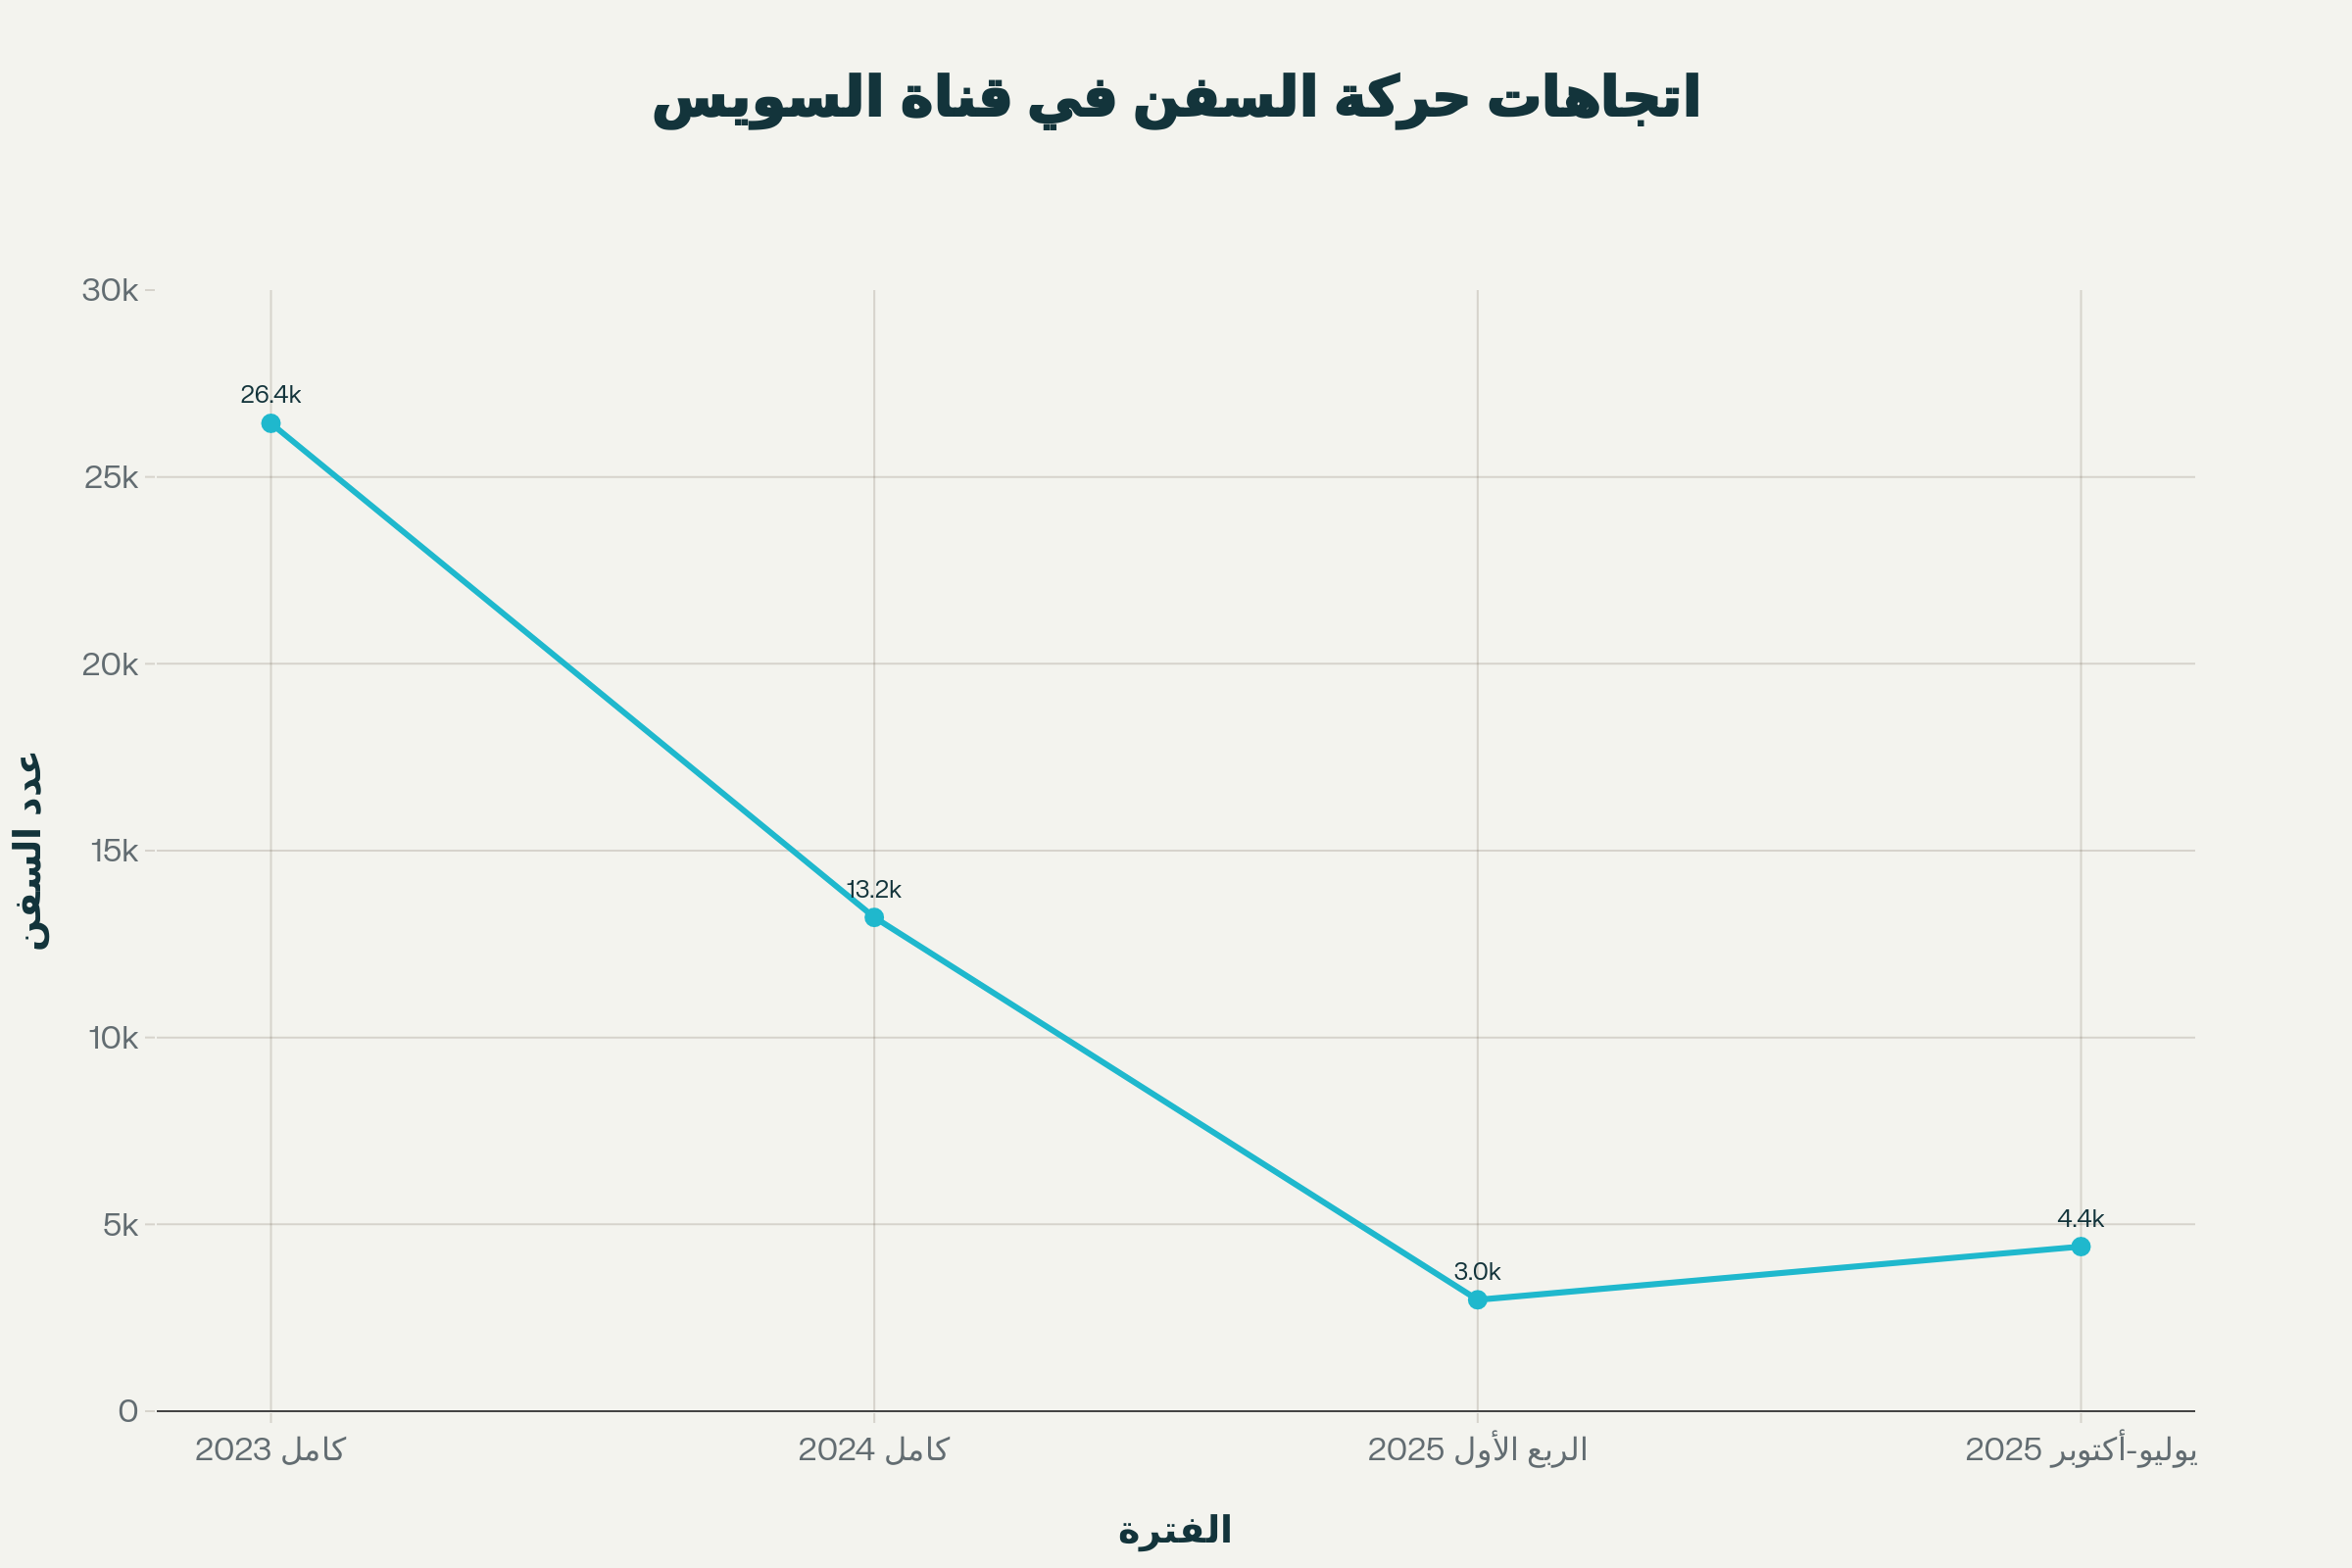 اتجاهات حركة السفن في قناة السويس
30k
26.4k
25k
20k
15k
13.2k
10k
5k
4.4k
3.0k
0
عدد السفن
كامل 2023
كامل 2024
الربع الأول 2025
يوليو-أكتوبر 2025
الفترة